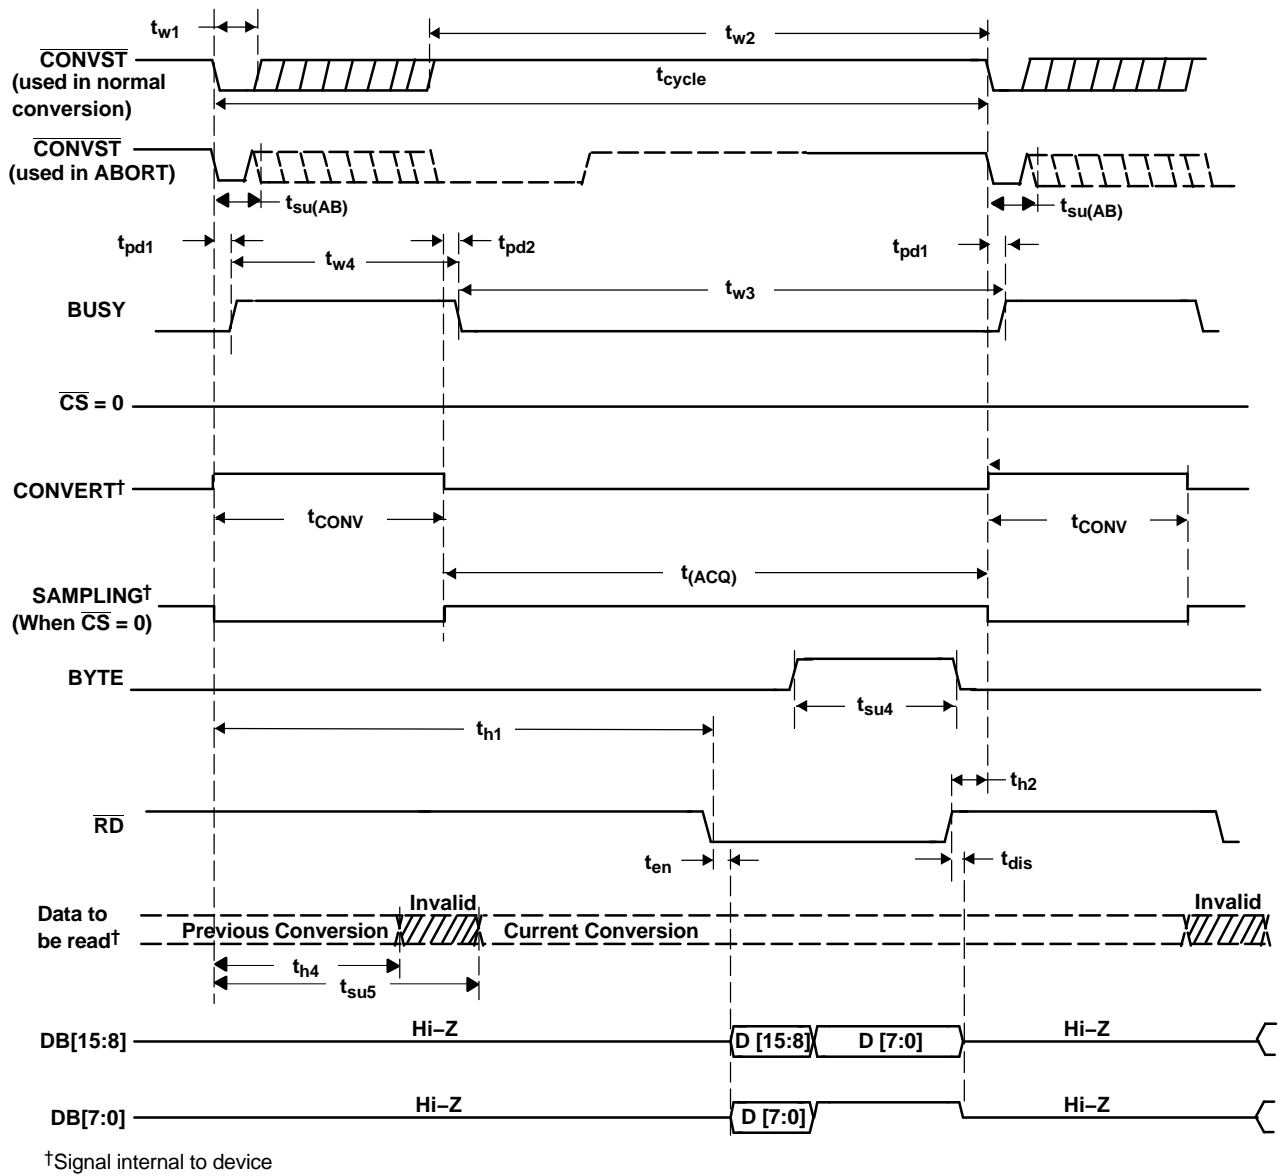 tw1
tw2
CONVST
(used in normal
conversion)
tcycle
CONVST
(used in ABORT)
tsu(AB)
tsu(AB)
tpd1
tw4
tpd2
tpd1
tw3
BUSY
CS = 0
CONVERT†
tCONV
tCONV
t(ACQ)
SAMPLING†
(When CS = 0)
BYTE
tsu4
th1
th2
RD
ten
tdis
Data to
be read†
Invalid
Previous Conversion
Current Conversion
Invalid
th4
tsu5
DB[15:8]
Hi–Z
D [15:8]
D [7:0]
Hi–Z
DB[7:0]
Hi–Z
D [7:0]
Hi–Z
†Signal internal to device